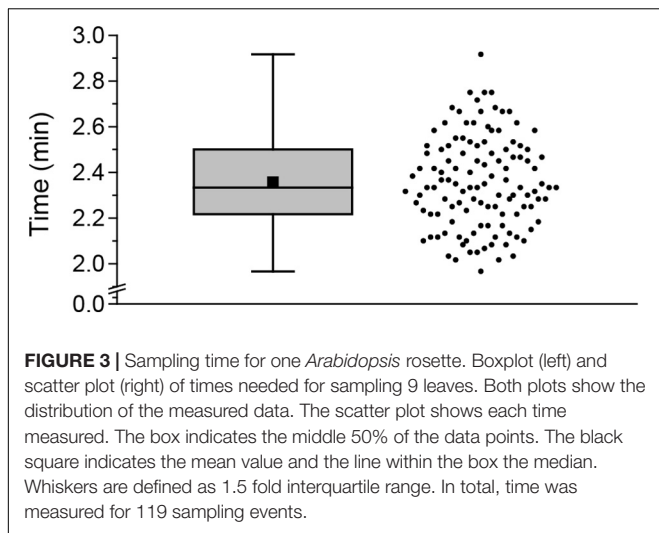 3.0
2.8
2.6
2.4
2.2
2.0
0.0
Time (min)
FIGURE 3 | Sampling time for one Arabidopsis rosette. Boxplot (left) and
scatter plot (right) of times needed for sampling 9 leaves. Both plots show the
distribution of the measured data. The scatter plot shows each time
measured. The box indicates the middle 50% of the data points. The black
square indicates the mean value and the line within the box the median.
Whiskers are defined as 1.5 fold interquartile range. In total, time was
measured for 119 sampling events.